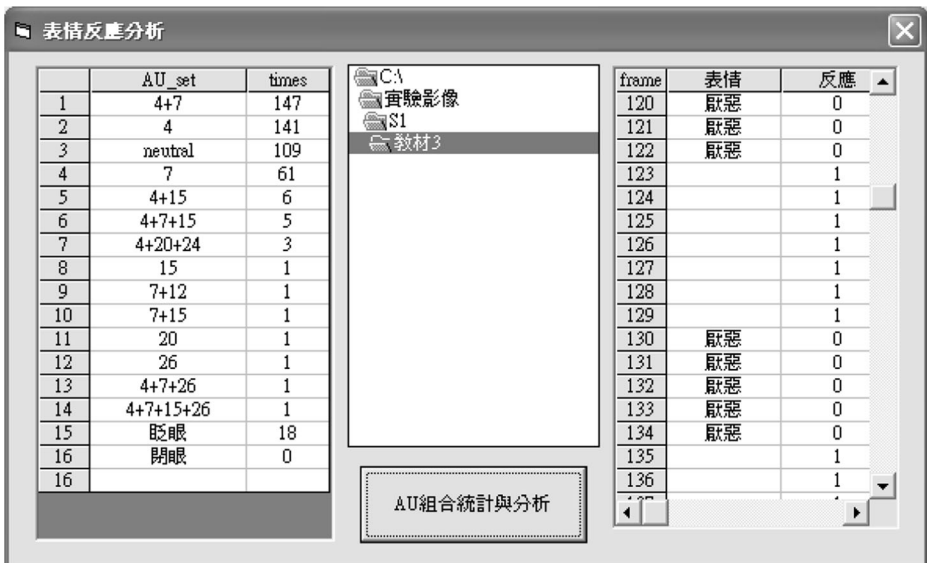 表情反應分析
AU_set times
1 4+7 147
2 4 141
3 neutral 109
4 7 61
5 4+15 6
6 4+7+15 5
7 4+20+24 3
8 15 1
9 7+12 1
10 7+15 1
11 20 1
12 26 1
13 4+7+26 1
14 4+7+15+26 1
15 眨眼 18
16 閉眼 0
16
C:\
實驗影像
S1
教材3
AU組合統計與分析
frame 表情 反應
120 厭惡 0
121 厭惡 0
122 厭惡 0
123 1
124 1
125 1
126 1
127 1
128 1
129 1
130 厭惡 0
131 厭惡 0
132 厭惡 0
133 厭惡 0
134 厭惡 0
135 1
136 1